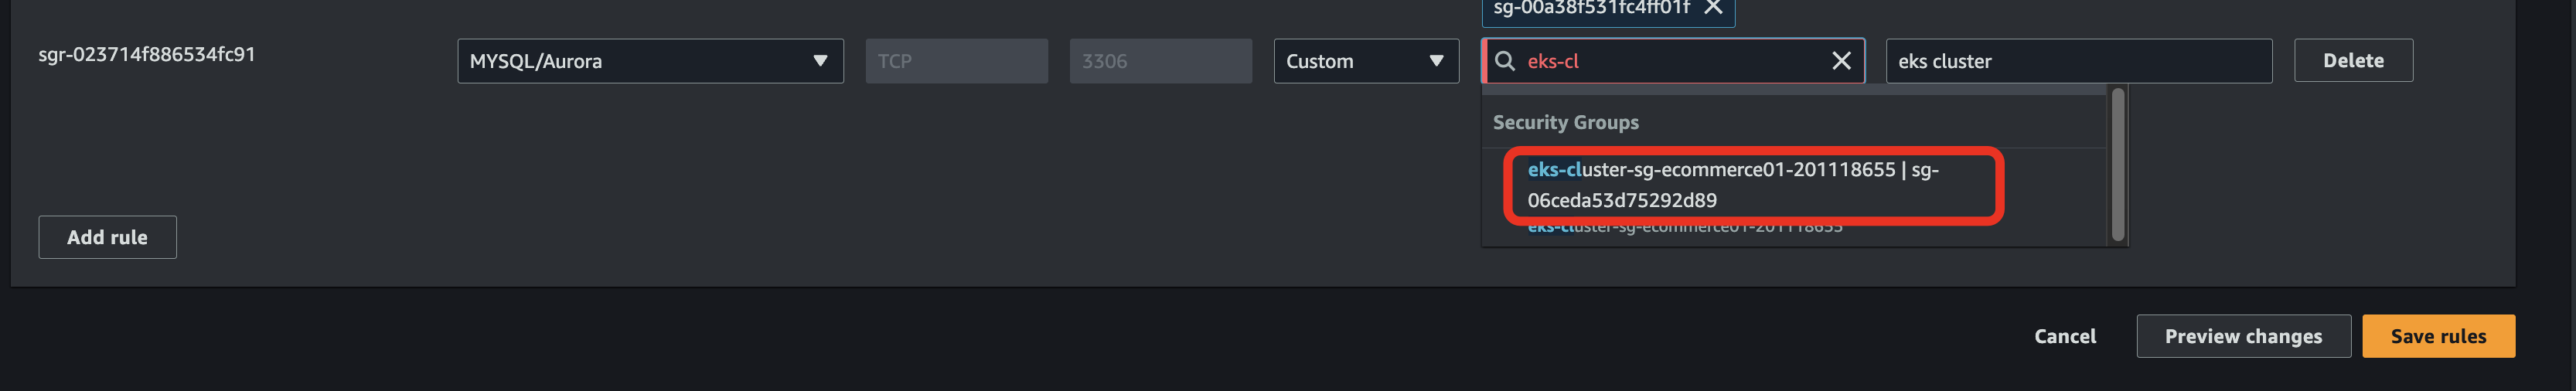 sg-00a38f531fc4ff01f
sgr-023714f886534fc91
MYSQL/Aurora
TCP
3306
Custom
eks-cl
eks cluster
Delete
Security Groups
eks-cluster-sg-ecommerce01-201118655 | sg-
06ceda53d75292d89
eks-cluster-sg-ecommerce01-201118655
Add rule
Cancel
Preview changes
Save rules